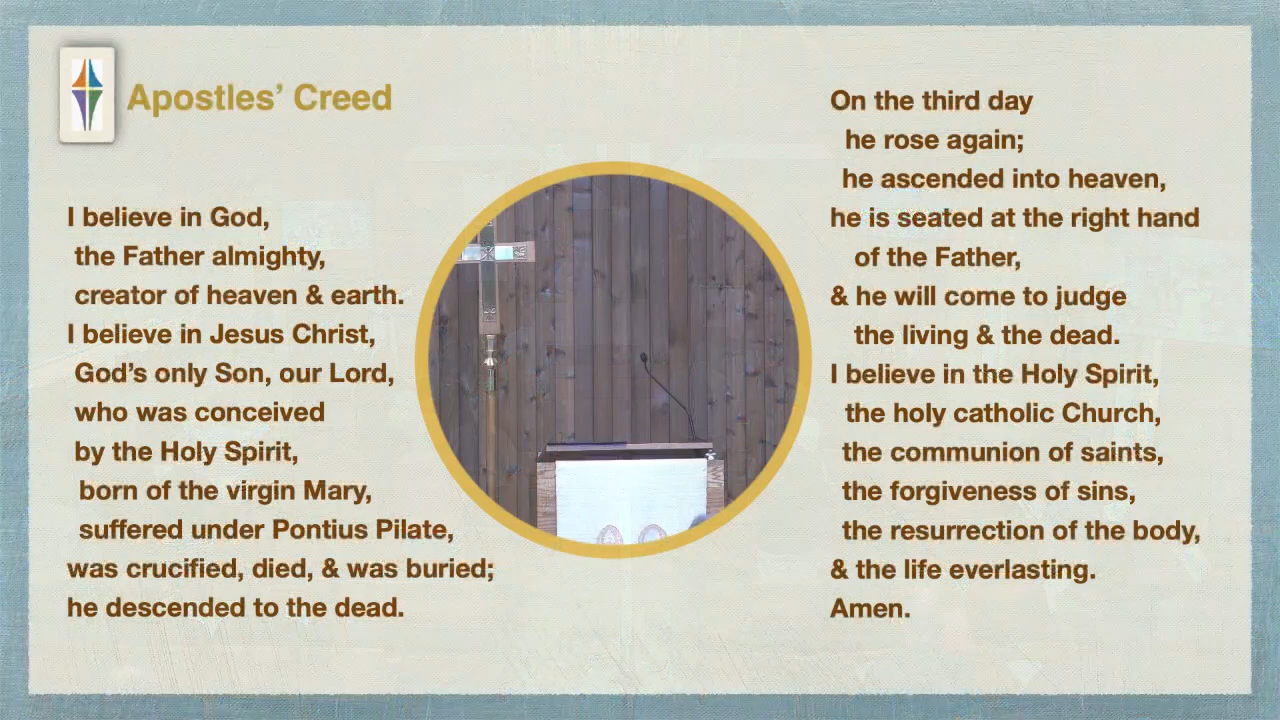 Apostles’ Creed
I believe in God,
the Father almighty,
creator of heaven & earth.
I believe in Jesus Christ,
God’s only Son, our Lord,
who was conceived
by the Holy Spirit,
born of the virgin Mary,
suffered under Pontius Pilate,
was crucified, died, & was buried;
he descended to the dead.
On the third day
he rose again;
he ascended into heaven,
he is seated at the right hand
of the Father,
& he will come to judge
the living & the dead.
I believe in the Holy Spirit,
the holy catholic Church,
the communion of saints,
the forgiveness of sins,
the resurrection of the body,
& the life everlasting.
Amen.